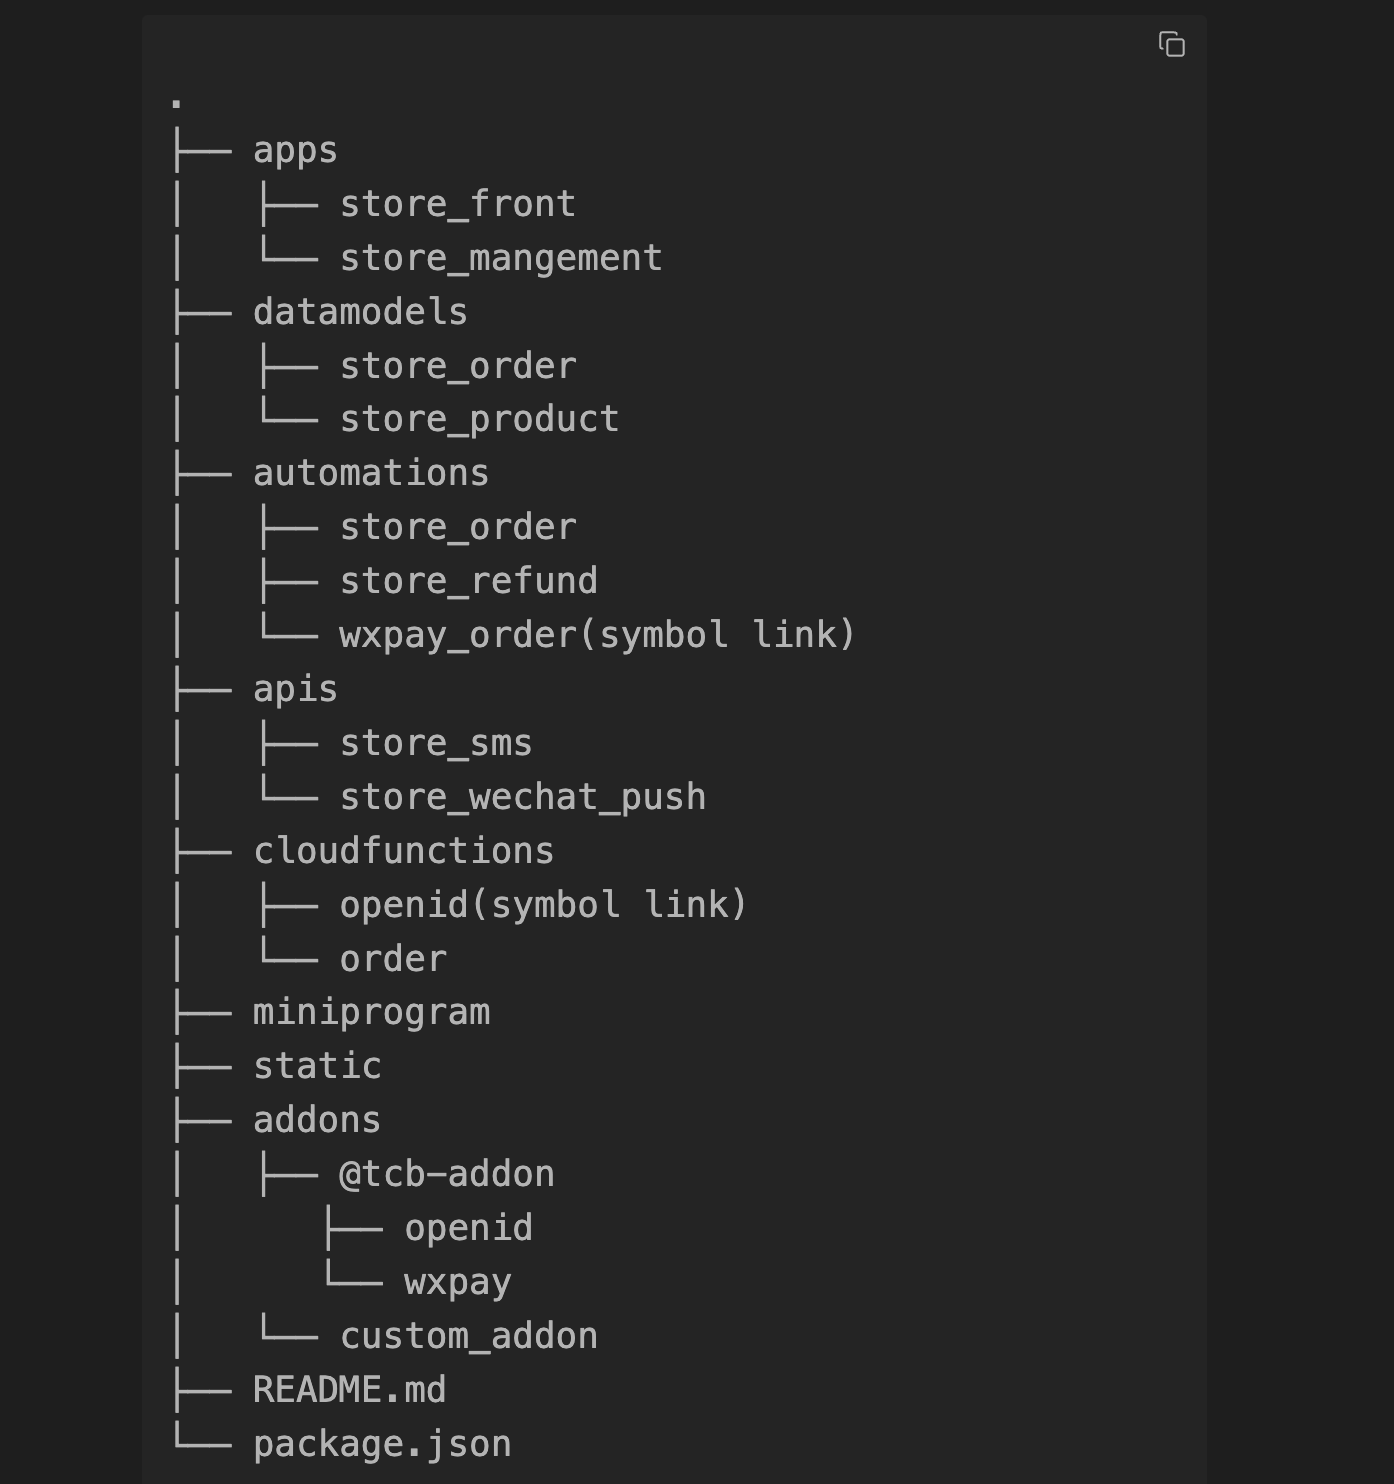 .
├── apps
│   ├── store_front
│   └── store_mangement
├── datamodels
│   ├── store_order
│   └── store_product
├── automations
│   ├── store_order
│   ├── store_refund
│   └── wxpay_order(symbol link)
├── apis
│   ├── store_sms
│   └── store_wechat_push
├── cloudfunctions
│   ├── openid(symbol link)
│   └── order
├── miniprogram
├── static
├── addons
│   ├── @tcb-addon
│      ├── openid
│      └── wxpay
│   └── custom_addon
├── README.md
└── package.json